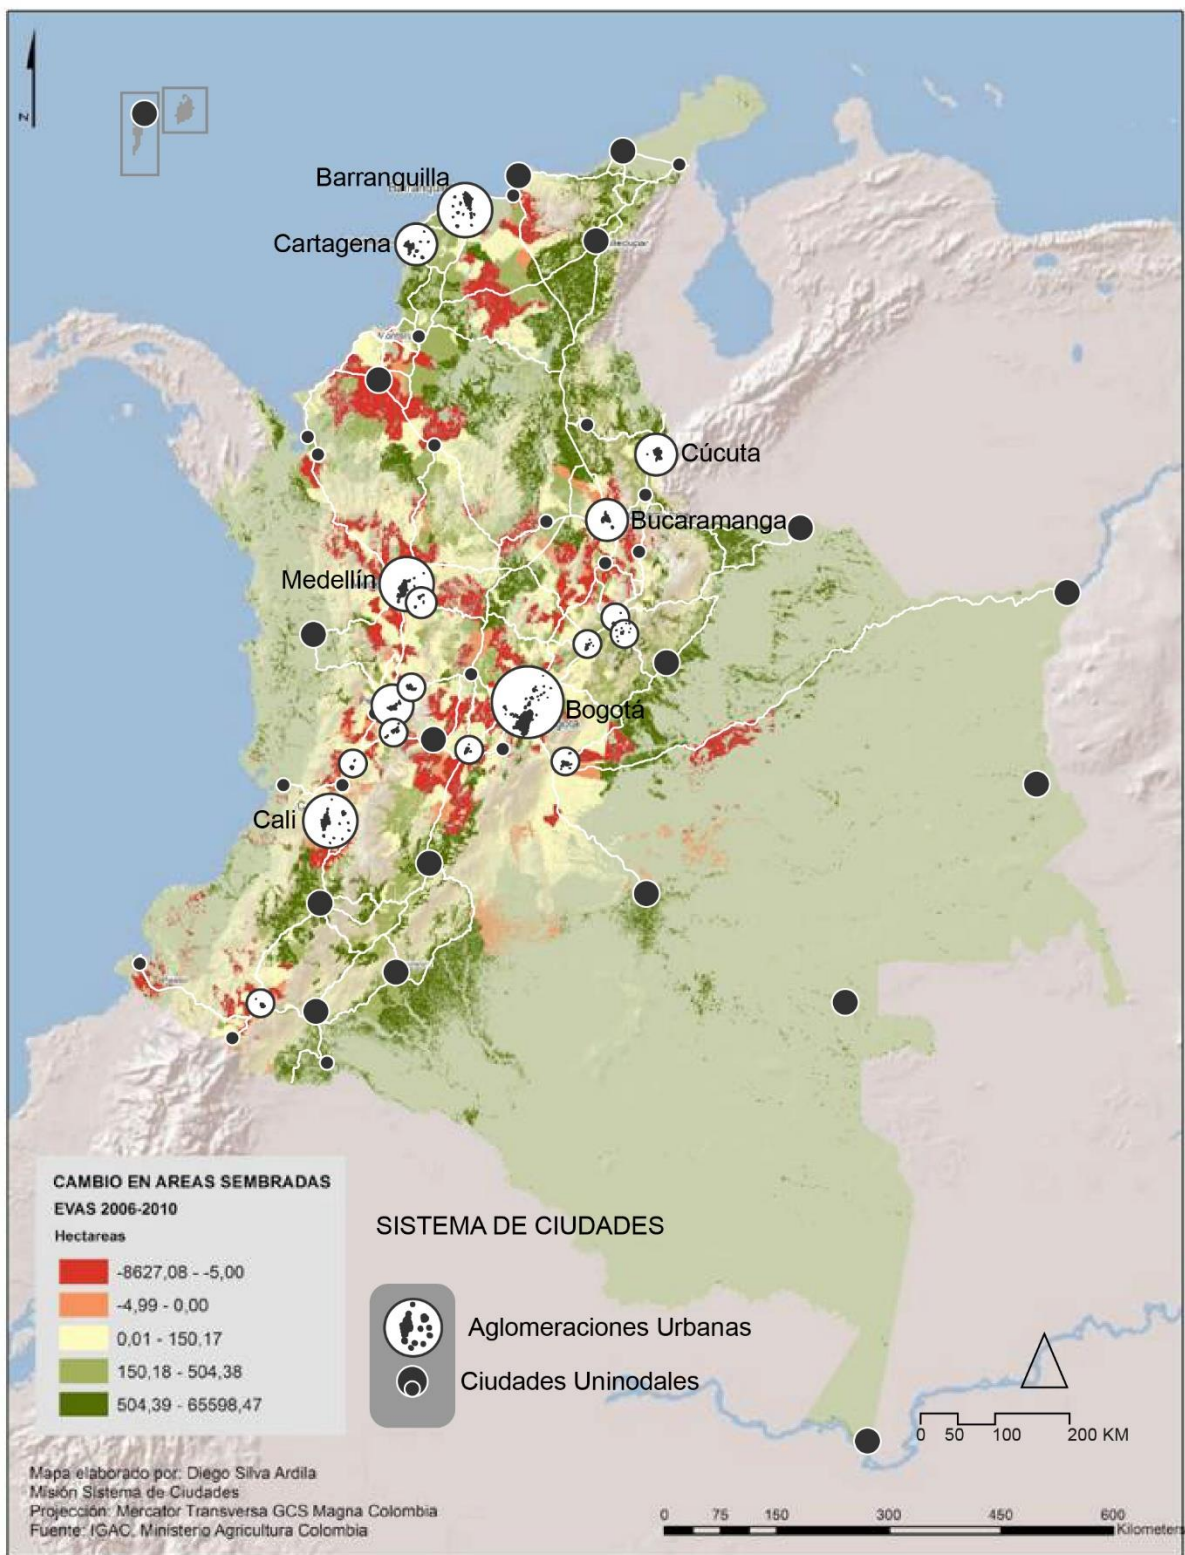 Z
Barranquilla
Cartagena
Cúcuta
Bucaramanga
Medellín
Bogotá
Cali
CAMBIO EN AREAS SEMBRADAS
EVAS 2006-2010
Hectareas
-8627,08 - -5,00
-4,99 - 0,00
0,01 - 150,17
150,18 - 504,38
504,39 - 65598,47
SISTEMA DE CIUDADES
Aglomeraciones Urbanas
Ciudades Uninodales
0 50 100 200 KM
Mapa elaborado por: Diego Silva Ardila
Misión Sistema de Ciudades
Projección: Mercator Transversa GCS Magna Colombia
Fuente: IGAC, Ministerio Agricultura Colombia
0 75 150 300 450 600
Kilometers